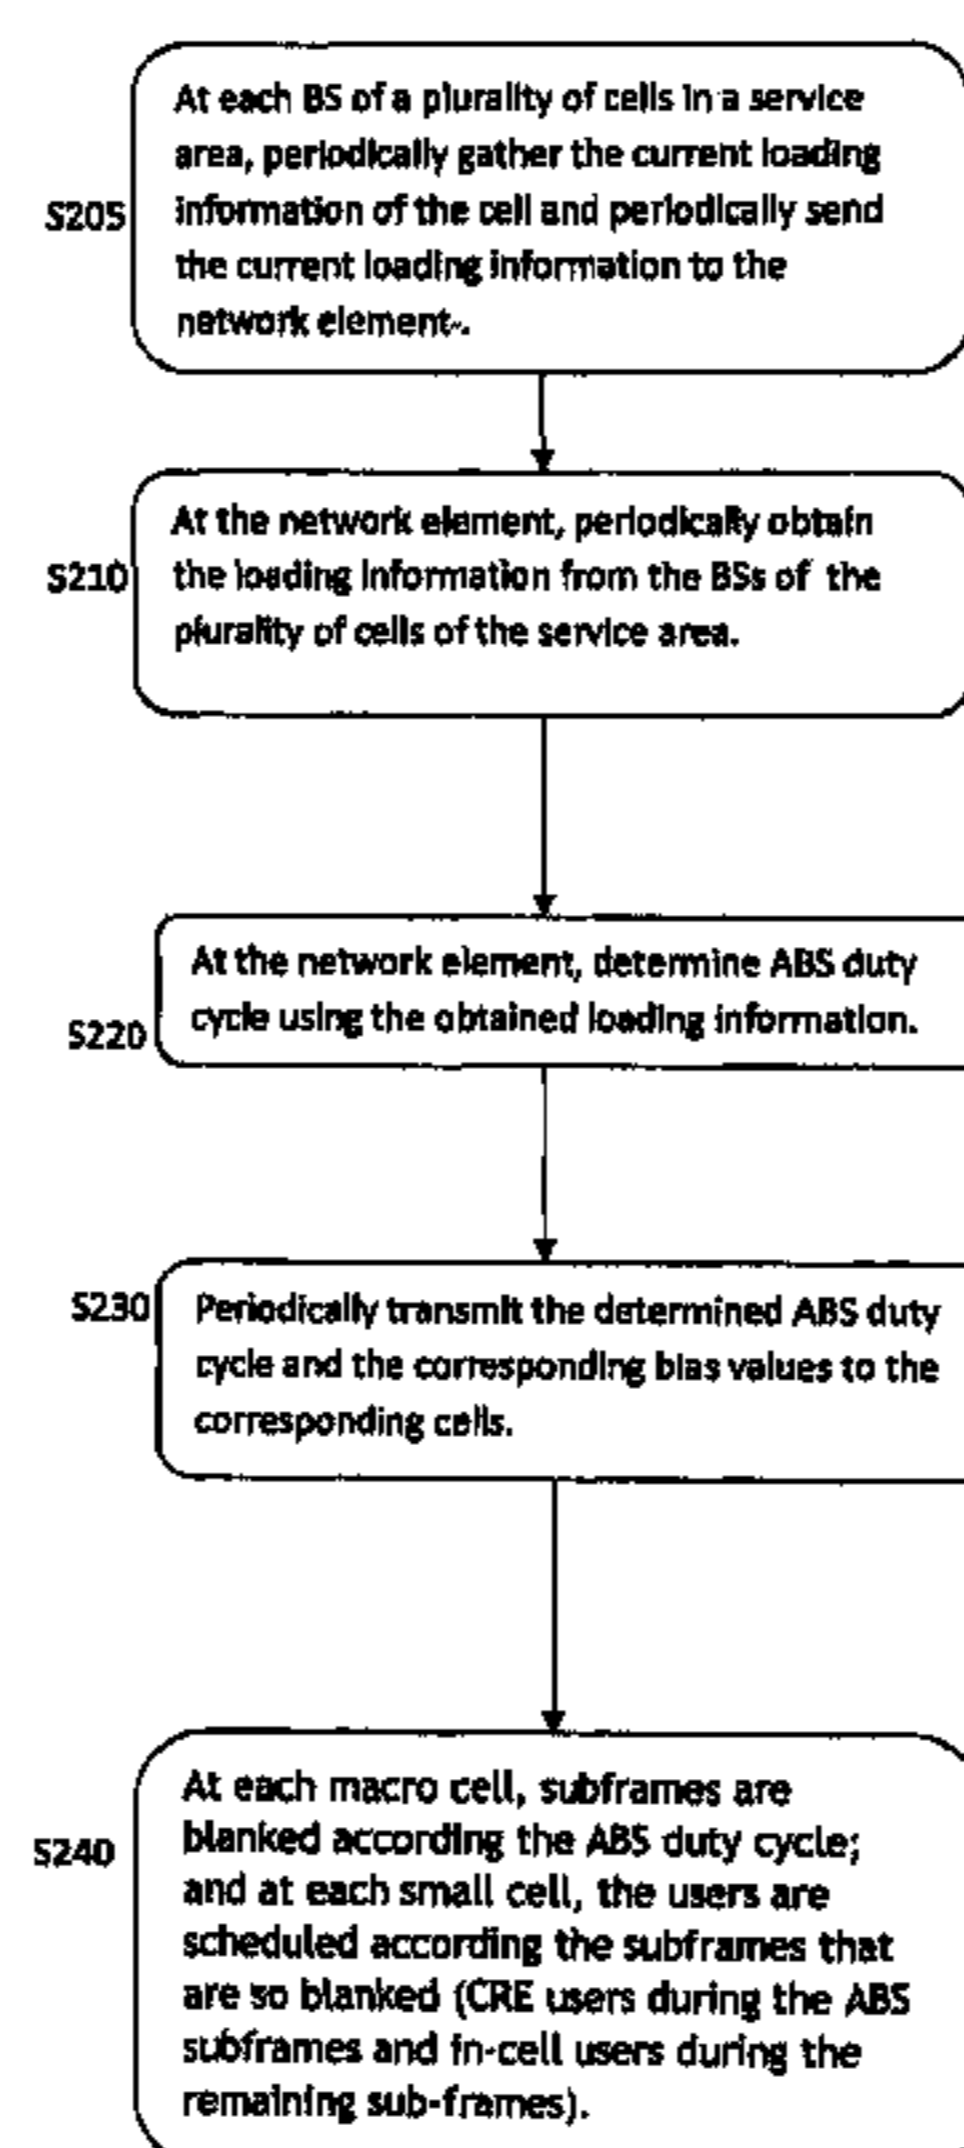 At each BS of a plurality of cells in a service
area, periodically gather the current loading
S205
information of the cell and periodically send
the current loading information to the
network element-.
At the network element, periodically obtain
S210
the loading information from the BSs of the
plurality of cells of the service area.
At the network element, determine ABS duty
cycle using the obtained loading information.
S220
S230
Periodically transmit the determined ABS duty
cycle and the corresponding bias values to the
corresponding cells.
At each macro cell, subframes are
blanked according the ABS duty cycle;
S240
and at each small cell, the users are
scheduled according the subframes that
are so blanked (CRE users during the ABS
subframes and in-cell users during the
remaining sub-frames).